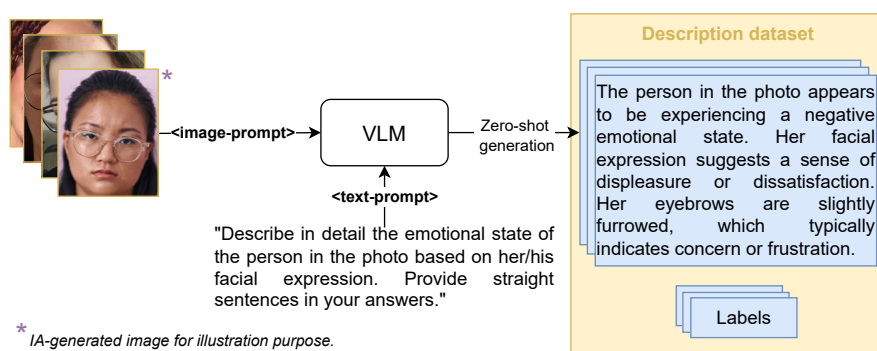 Description dataset
*
<image-prompt>
VLM
Zero-shot
generation
The person in the photo appears
to be experiencing a negative
emotional state. Her facial
expression suggests a sense of
displeasure or dissatisfaction.
Her eyebrows are slightly
furrowed, which typically
indicates concern or frustration.
<text-prompt>
"Describe in detail the emotional state of
the person in the photo based on her/his
facial expression. Provide straight
sentences in your answers."
Labels
* IA-generated image for illustration purpose.